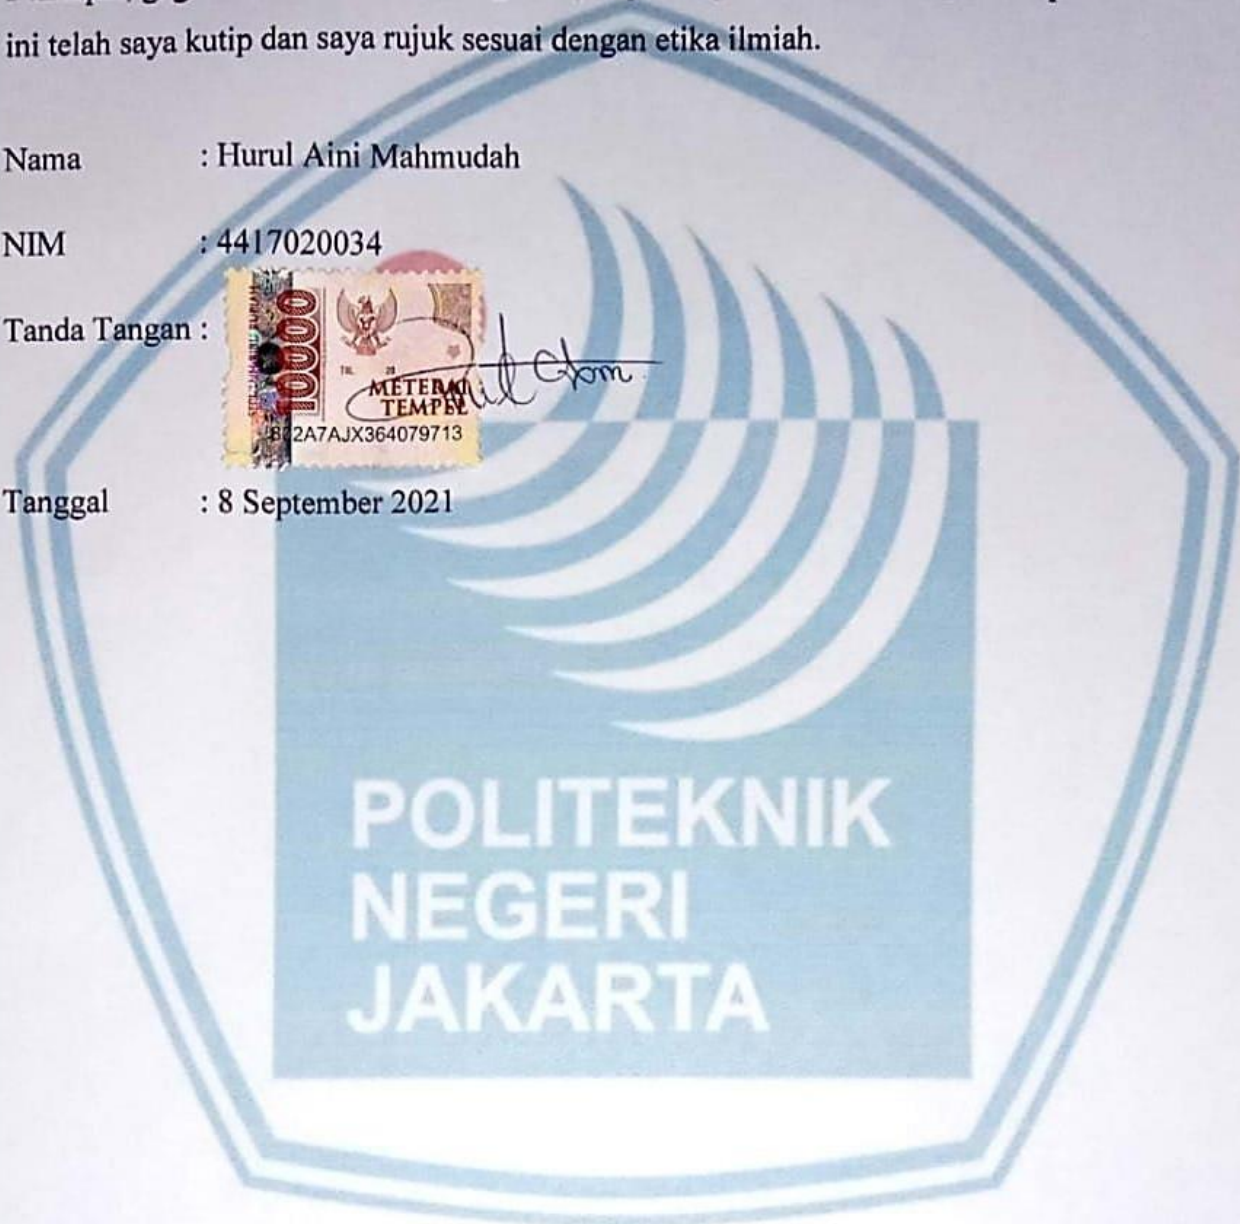 ini telah saya kutip dan saya rujuk sesuai dengan etika ilmiah.
Nama : Hurul Aini Mahmudah
NIM : 4417020034
Tanda Tangan :
10000
METERAI
TEMPEL
2A7AJX364079713
Tanggal : 8 September 2021
POLITEKNIK
NEGERI
JAKARTA